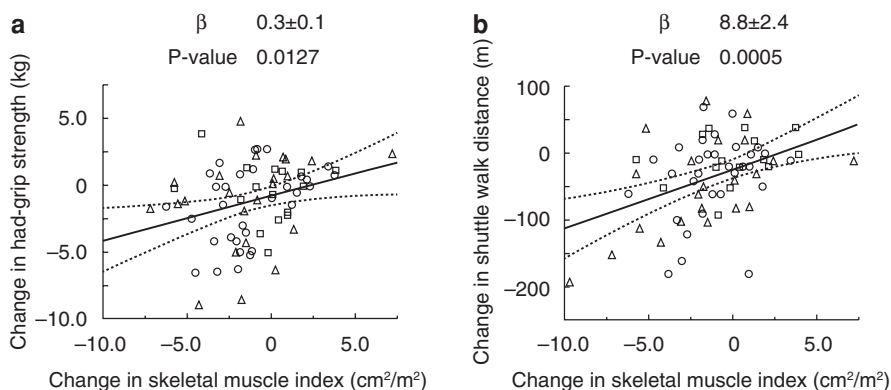 a
β 0.3±0.1
P-value 0.0127
Change in had-grip strength (kg)
5.0
0
–5.0
–10.0
–10.0 –5.0 0 5.0
Change in skeletal muscle index (cm²/m²)
b
β 8.8±2.4
P-value 0.0005
Change in shuttle walk distance (m)
100
0
–100
–200
–10.0 –5.0 0 5.0
Change in skeletal muscle index (cm²/m²)